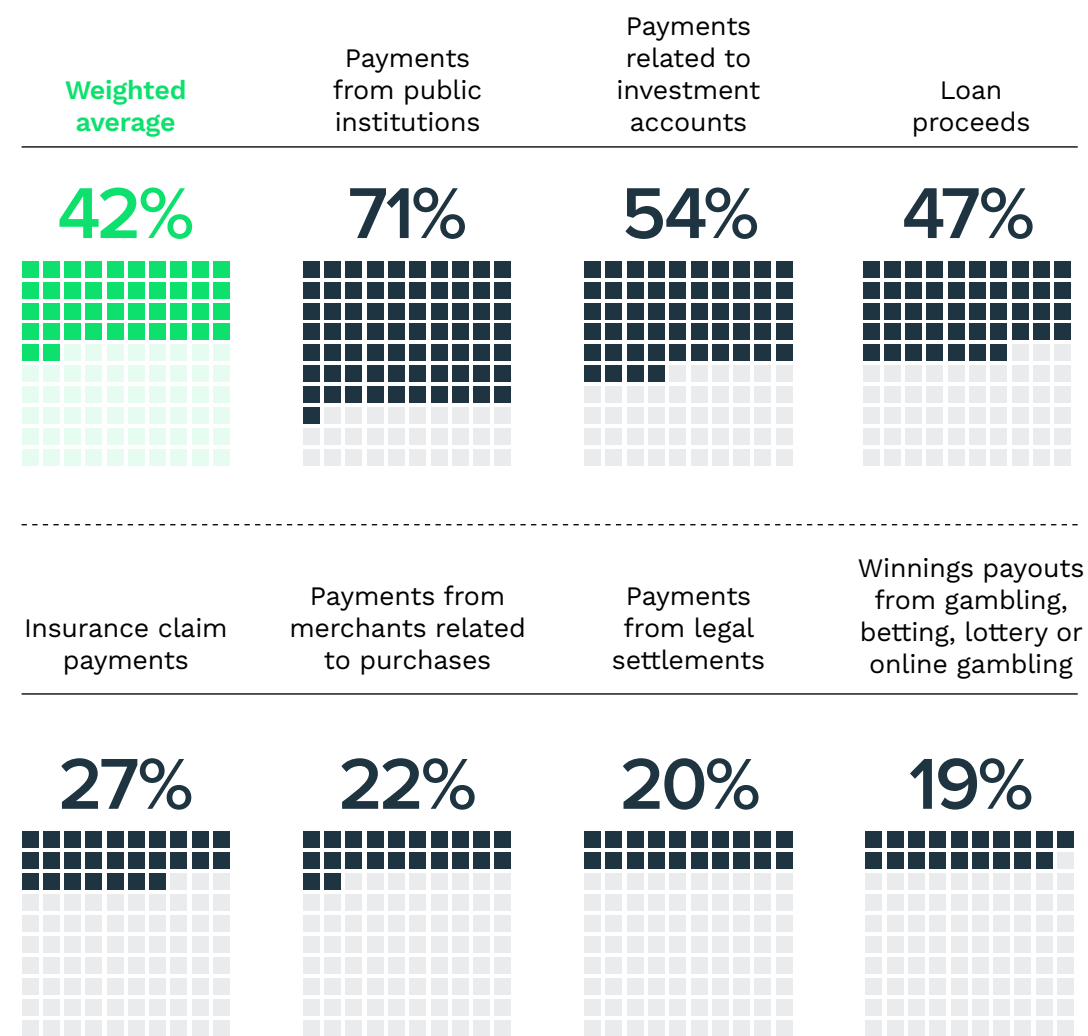 Weighted
average
Payments
from public
institutions
Payments
related to
investment
accounts
Loan
proceeds
42%
71%
54%
47%
Insurance claim
payments
Payments from
merchants related
to purchases
Payments
from legal
settlements
Winnings payouts
from gambling,
betting, lottery or
online gambling
27%
22%
20%
19%